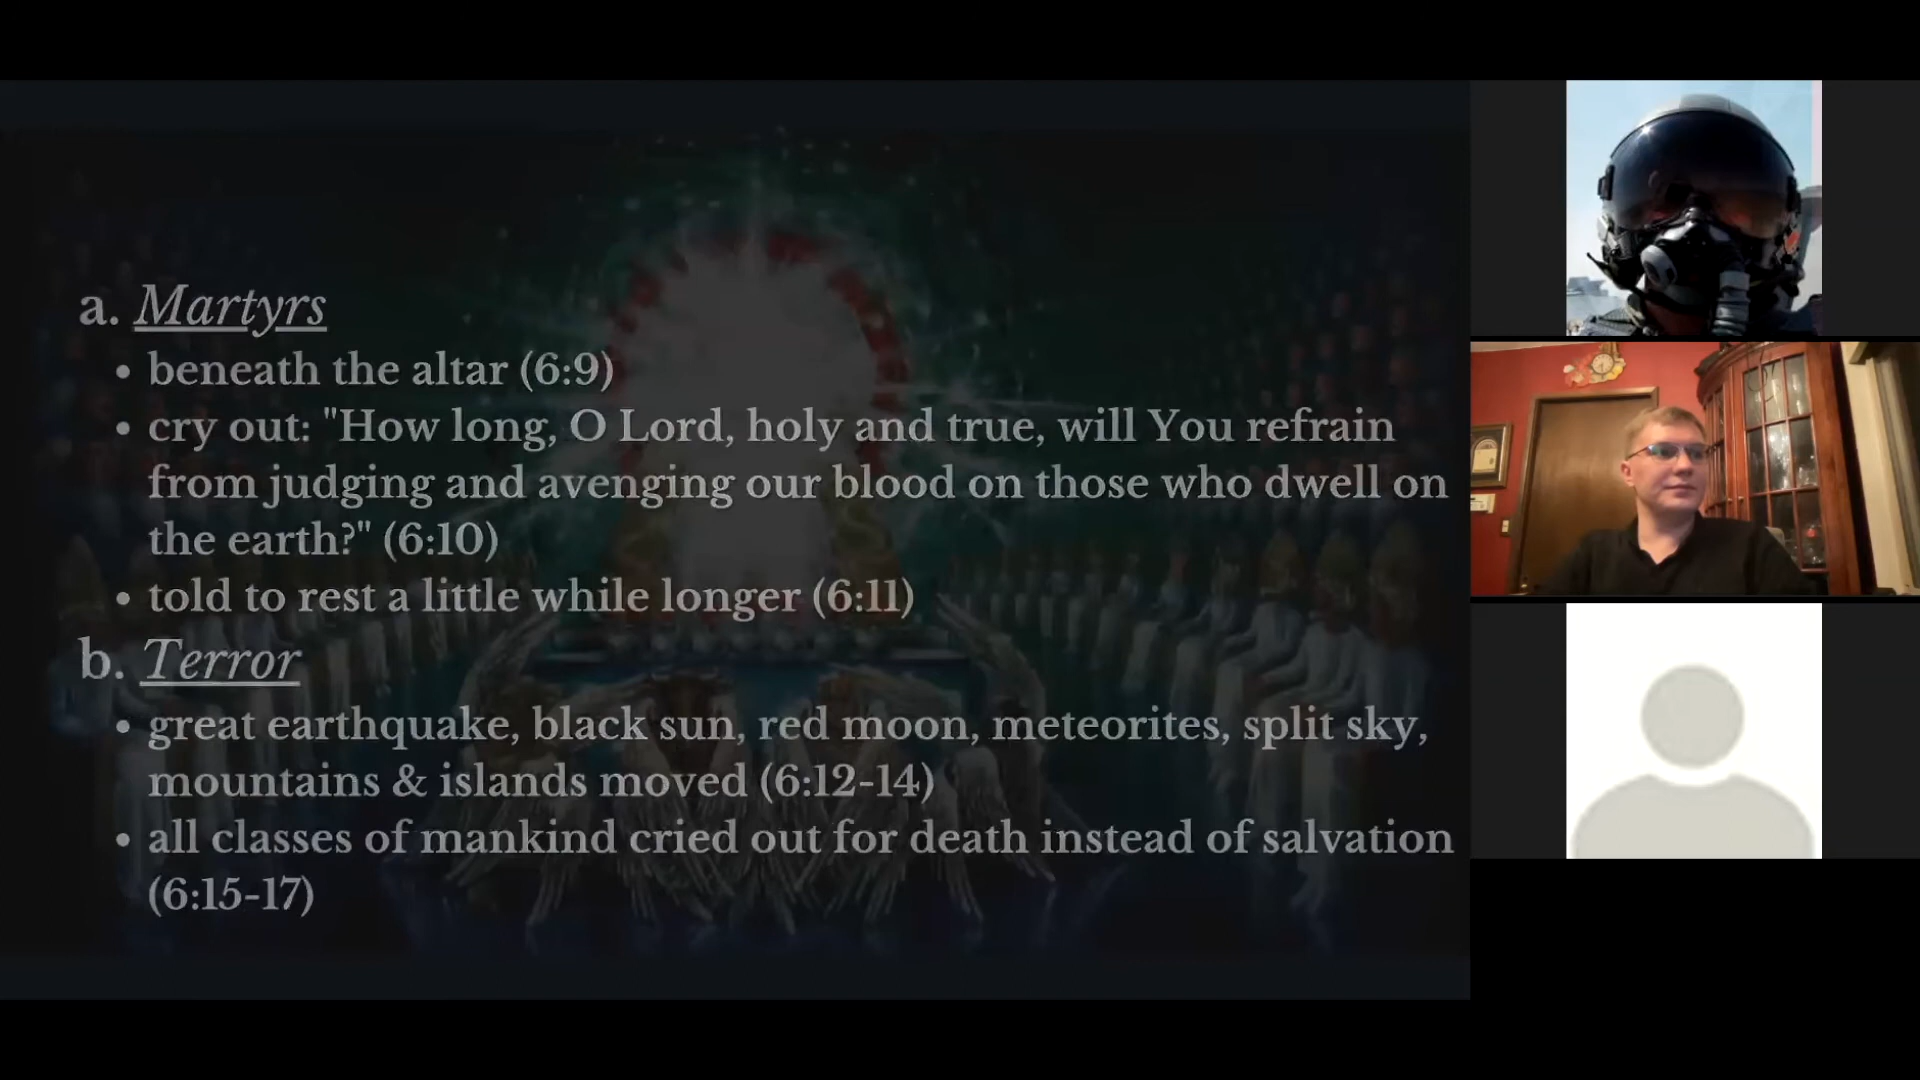 a. Martyrs
• beneath the altar (6:9)
• cry out: "How long, O Lord, holy and true, will You refrain
from judging and avenging our blood on those who dwell on
the earth?" (6:10)
• told to rest a little while longer (6:11)
b. Terror
• great earthquake, black sun, red moon, meteorites, split sky,
mountains & islands moved (6:12-14)
• all classes of mankind cried out for death instead of salvation
(6:15-17)